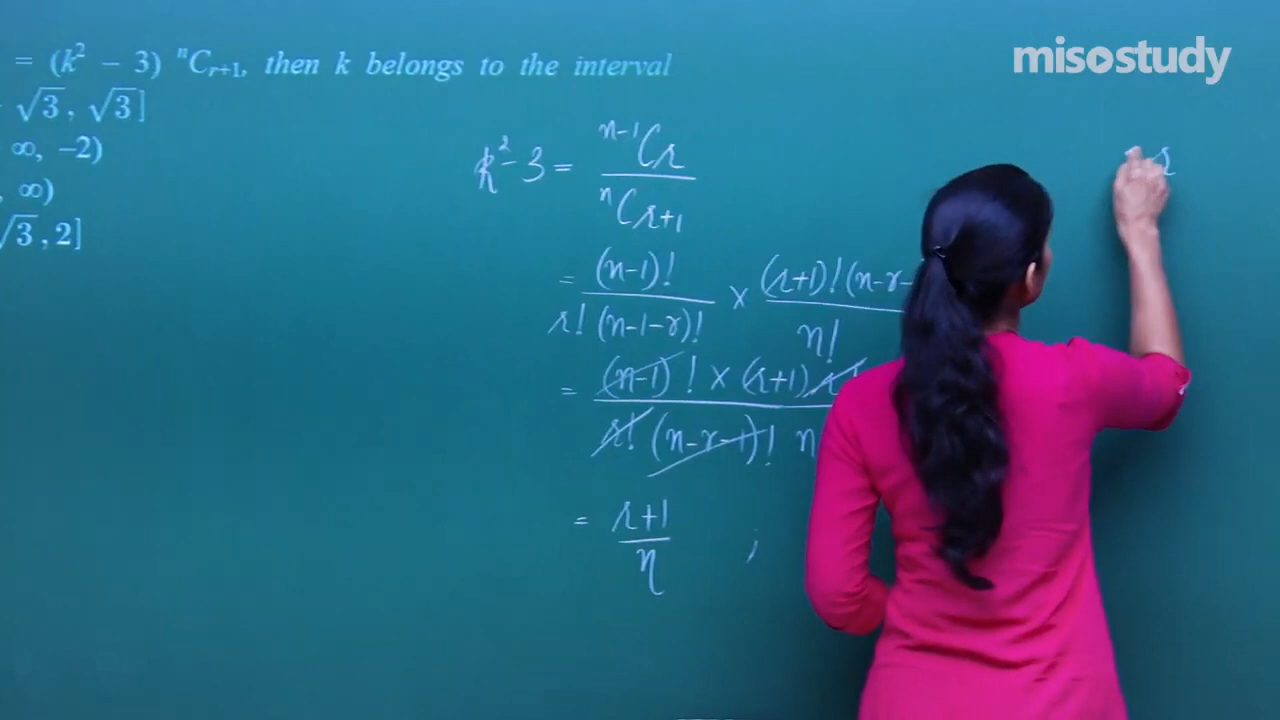 = (k² − 3) ⁿCᵣ₊₁, then k belongs to the interval
√3, √3]
∞, −2)
, ∞)
√3, 2]
misostudy
k² - 3 = ⁿ⁻¹Cᵣ / ⁿCᵣ₊₁
= (n-1)! / r! (n-1-r)! × (r+1)! (n-r- / n!
= (n-1)! × (r+1) r! / r! (n-r-1)! n
= r+1 / n ;
r